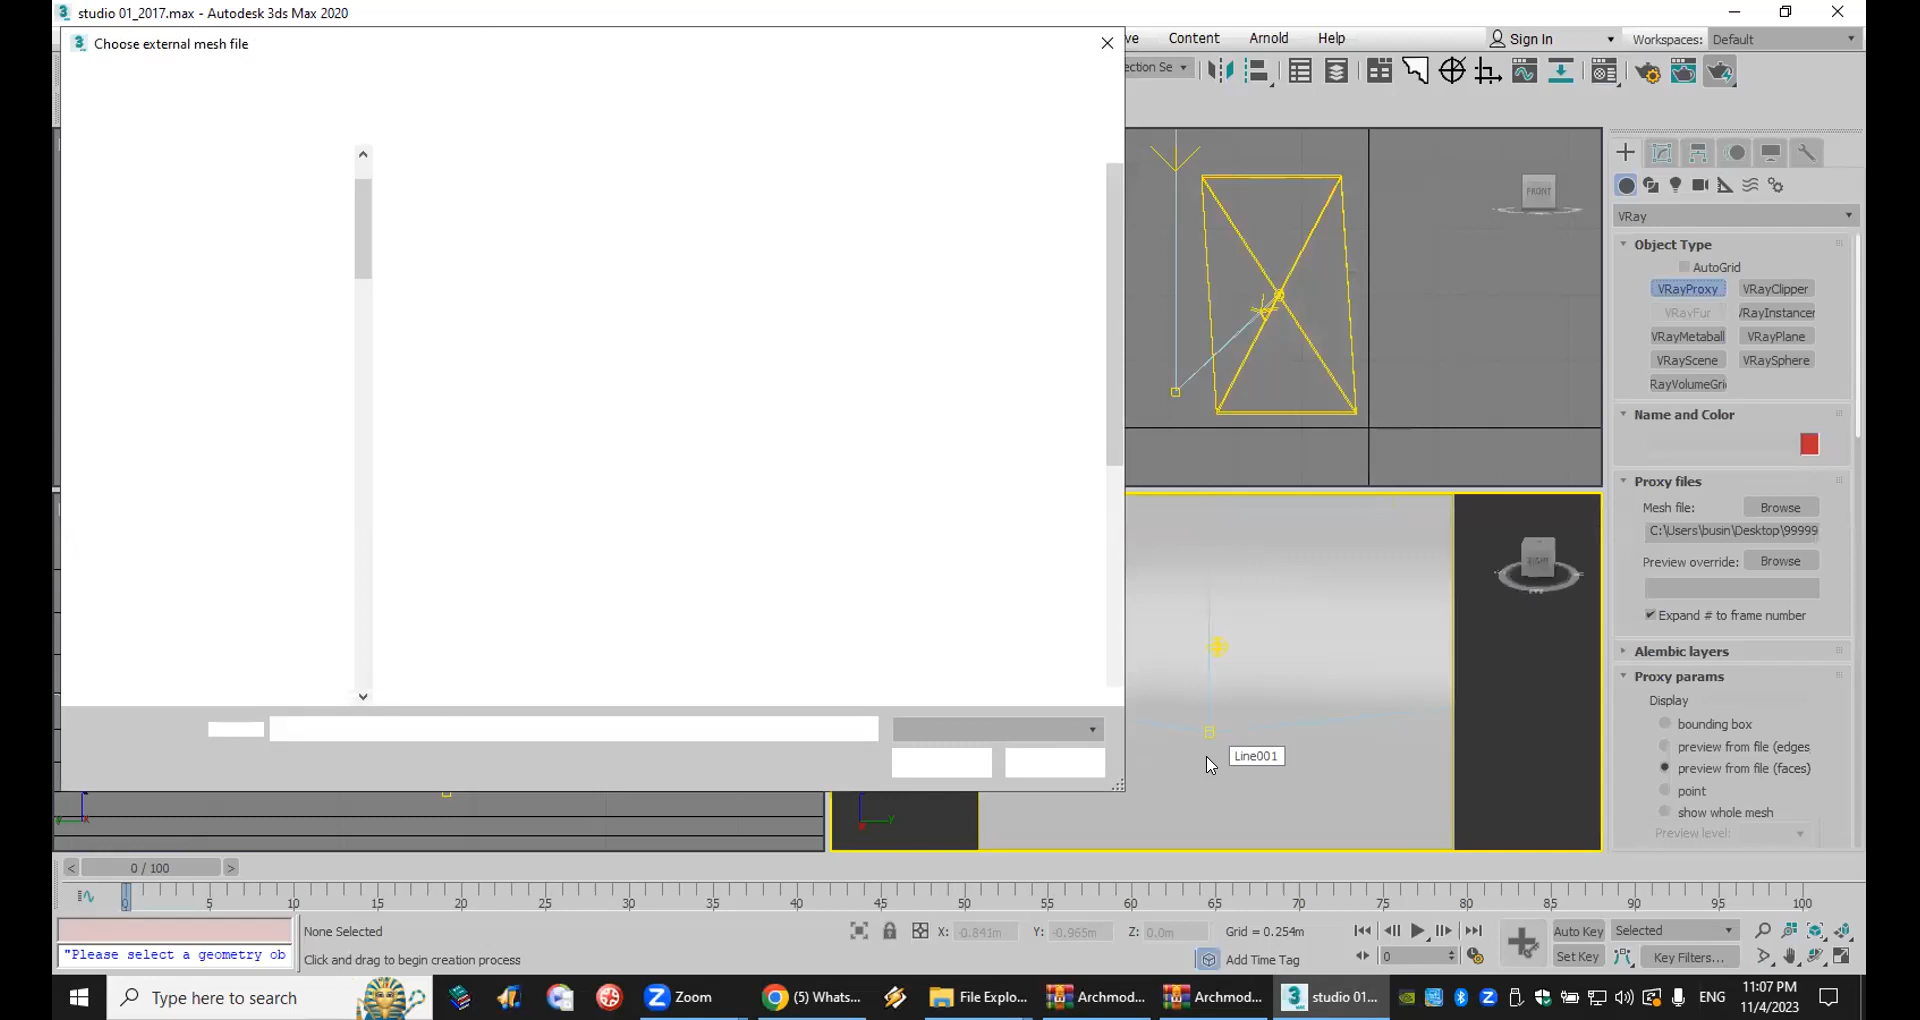 studio 01_2017.max - Autodesk 3ds Max 2020
Choose external mesh file
Content
Arnold
Help
Sign In
Workspaces: Default
ection Se
FRONT
VRay
Object Type
AutoGrid
VRayProxy
VRayClipper
VRayFur
/RayInstancer
VRayMetaball
VRayPlane
VRayScene
VRaySphere
RayVolumeGri
Name and Color
Proxy files
Mesh file:
Browse
C:\Users\busin\Desktop\99999
Preview override:
Browse
Expand # to frame number
Alembic layers
Proxy params
Display
bounding box
preview from file (edges
preview from file (faces)
point
show whole mesh
Preview level:
Line001
0 / 100
0 5 10 15 20 25 30 35 40 45 50 55 60 65 70 75 80 85 90 95 100
None Selected
X: -0.841m
Y: -0.965m
Z: 0.0m
Grid = 0.254m
Auto Key
Selected
"Please select a geometry ob
Click and drag to begin creation process
Add Time Tag
0
Set Key
Key Filters...
Type here to search
Zoom
(5) Whats...
File Explo...
Archmod...
Archmod...
studio 01...
ENG
11:07 PM
11/4/2023